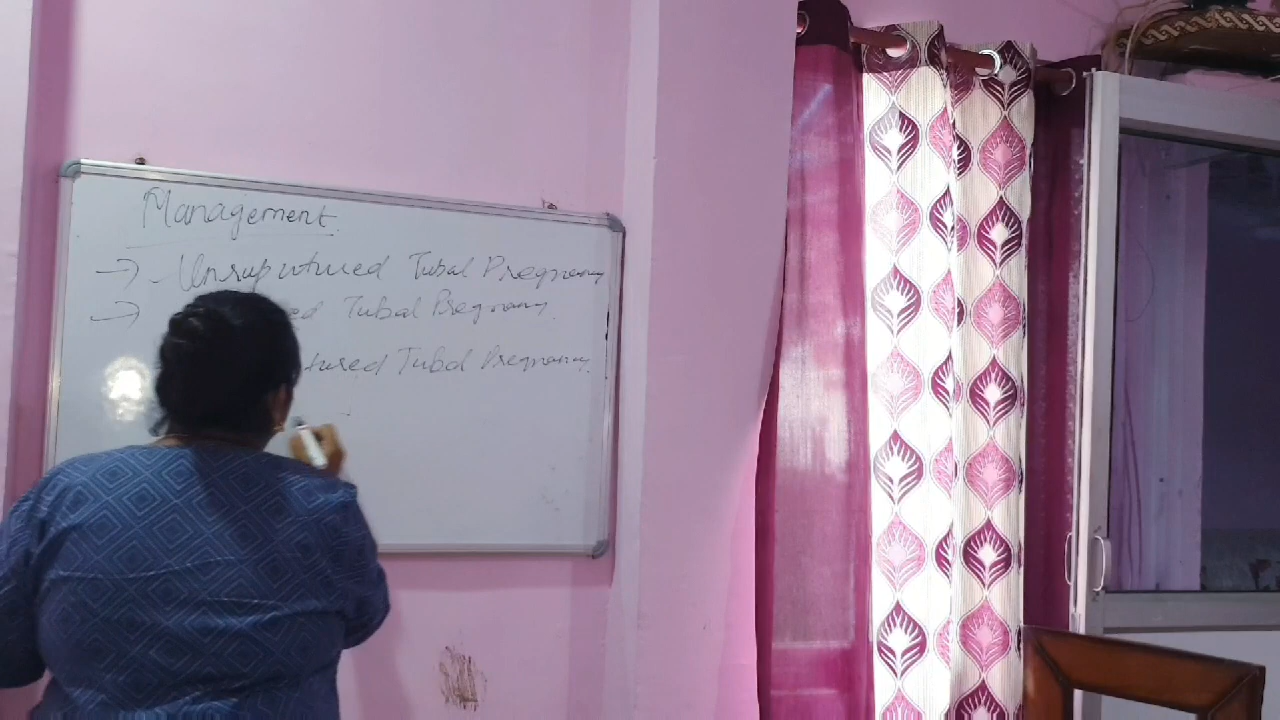 Management
→ Unruptured Tubal Pregnancy
→ Tubal Pregnancy.
Tubal Pregnancy.